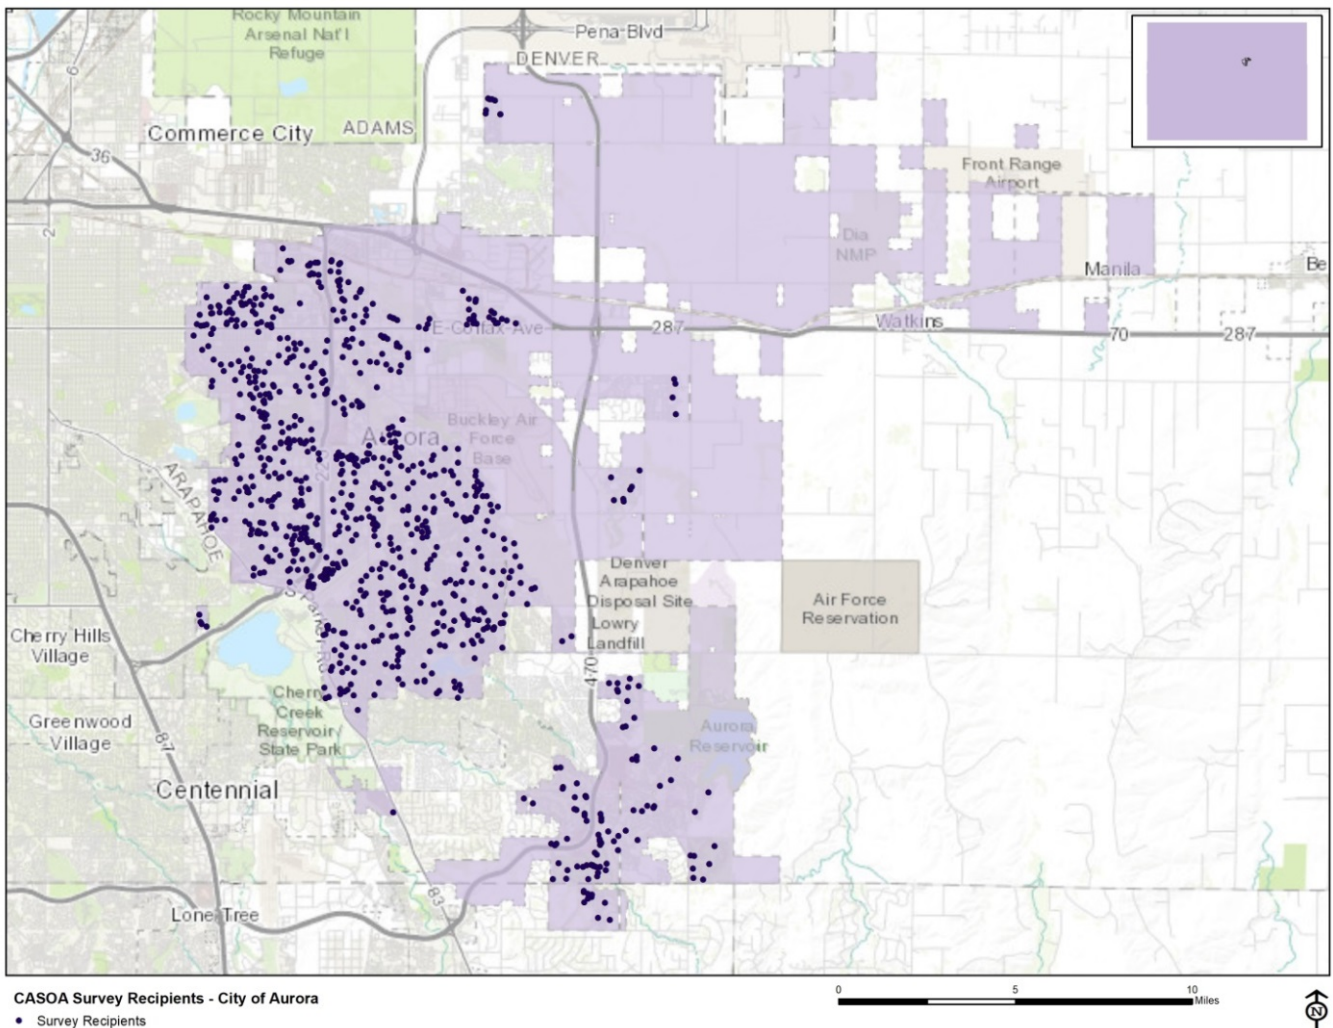 Rocky Mountain
Arsenal Nat'l
Refuge
Pena Blvd
DENVER
6
Commerce City
ADAMS
36
Front Range
Airport
2
Dia
NMP
Manila
Be
E-Colfax-Ave
287
Watkins
70
287
Aurora
Buckley Air
Force
Base
225
ARAPAHOE
Denver
Arapahoe
Disposal Site
Lowry
Landfill
Air Force
Reservation
S Parker Rd
Cherry Hills
Village
470
Cherry
Creek
Reservoir/
State Park
Greenwood
Village
87
Aurora
Reservoir
Centennial
83
Lone Tree
CASOA Survey Recipients - City of Aurora
Survey Recipients
0
5
10
Miles
N